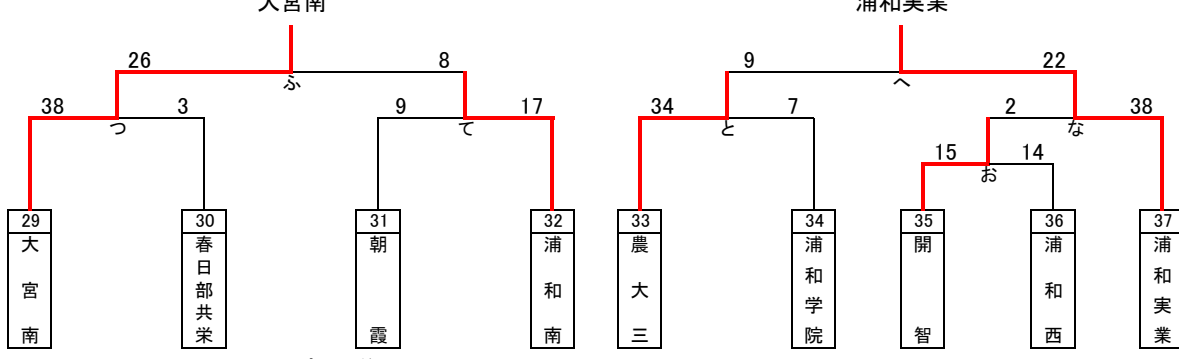 大宮南 浦和実業
26 8 9 22
ふ へ
38 3 9 17 34 7 2 38
つ て と な
15 14
お
29 30 31 32 33 34 35 36 37
大宮南
春日部共栄
朝霞
浦和南
農大三
浦和学院
開智
浦和西
浦和実業